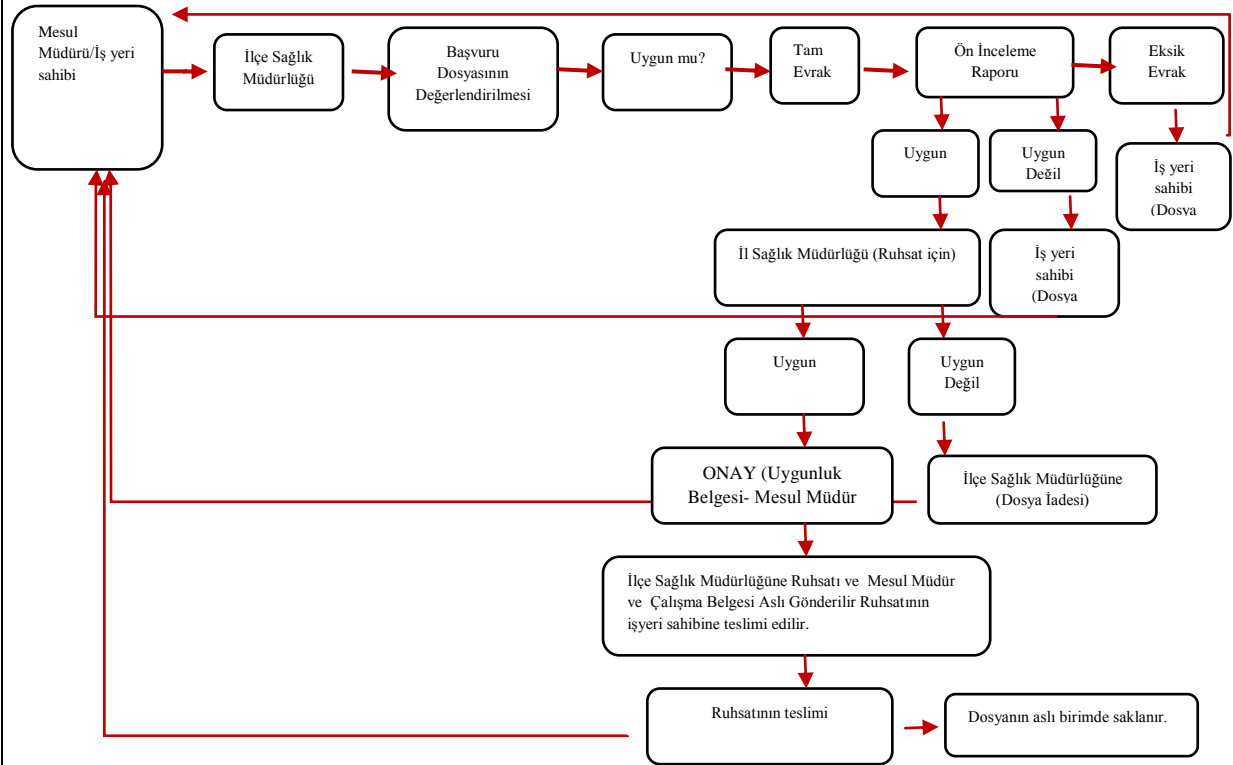 Mesul
Müdürü/İş yeri
sahibi
İlçe Sağlık
Müdürlüğü
Başvuru
Dosyasının
Değerlendirilmesi
Uygun mu?
Tam
Evrak
Ön İnceleme
Raporu
Eksik
Evrak
Uygun
Uygun
Değil
İş yeri
sahibi
(Dosya
İl Sağlık Müdürlüğü (Ruhsat için)
İş yeri
sahibi
(Dosya
Uygun
Uygun
Değil
ONAY (Uygunluk
Belgesi- Mesul Müdür
İlçe Sağlık Müdürlüğüne
(Dosya İadesi)
İlçe Sağlık Müdürlüğüne Ruhsatı ve Mesul Müdür
ve Çalışma Belgesi Aslı Gönderilir Ruhsatının
işyeri sahibine teslimi edilir.
Ruhsatının teslimi
Dosyanın aslı birimde saklanır.